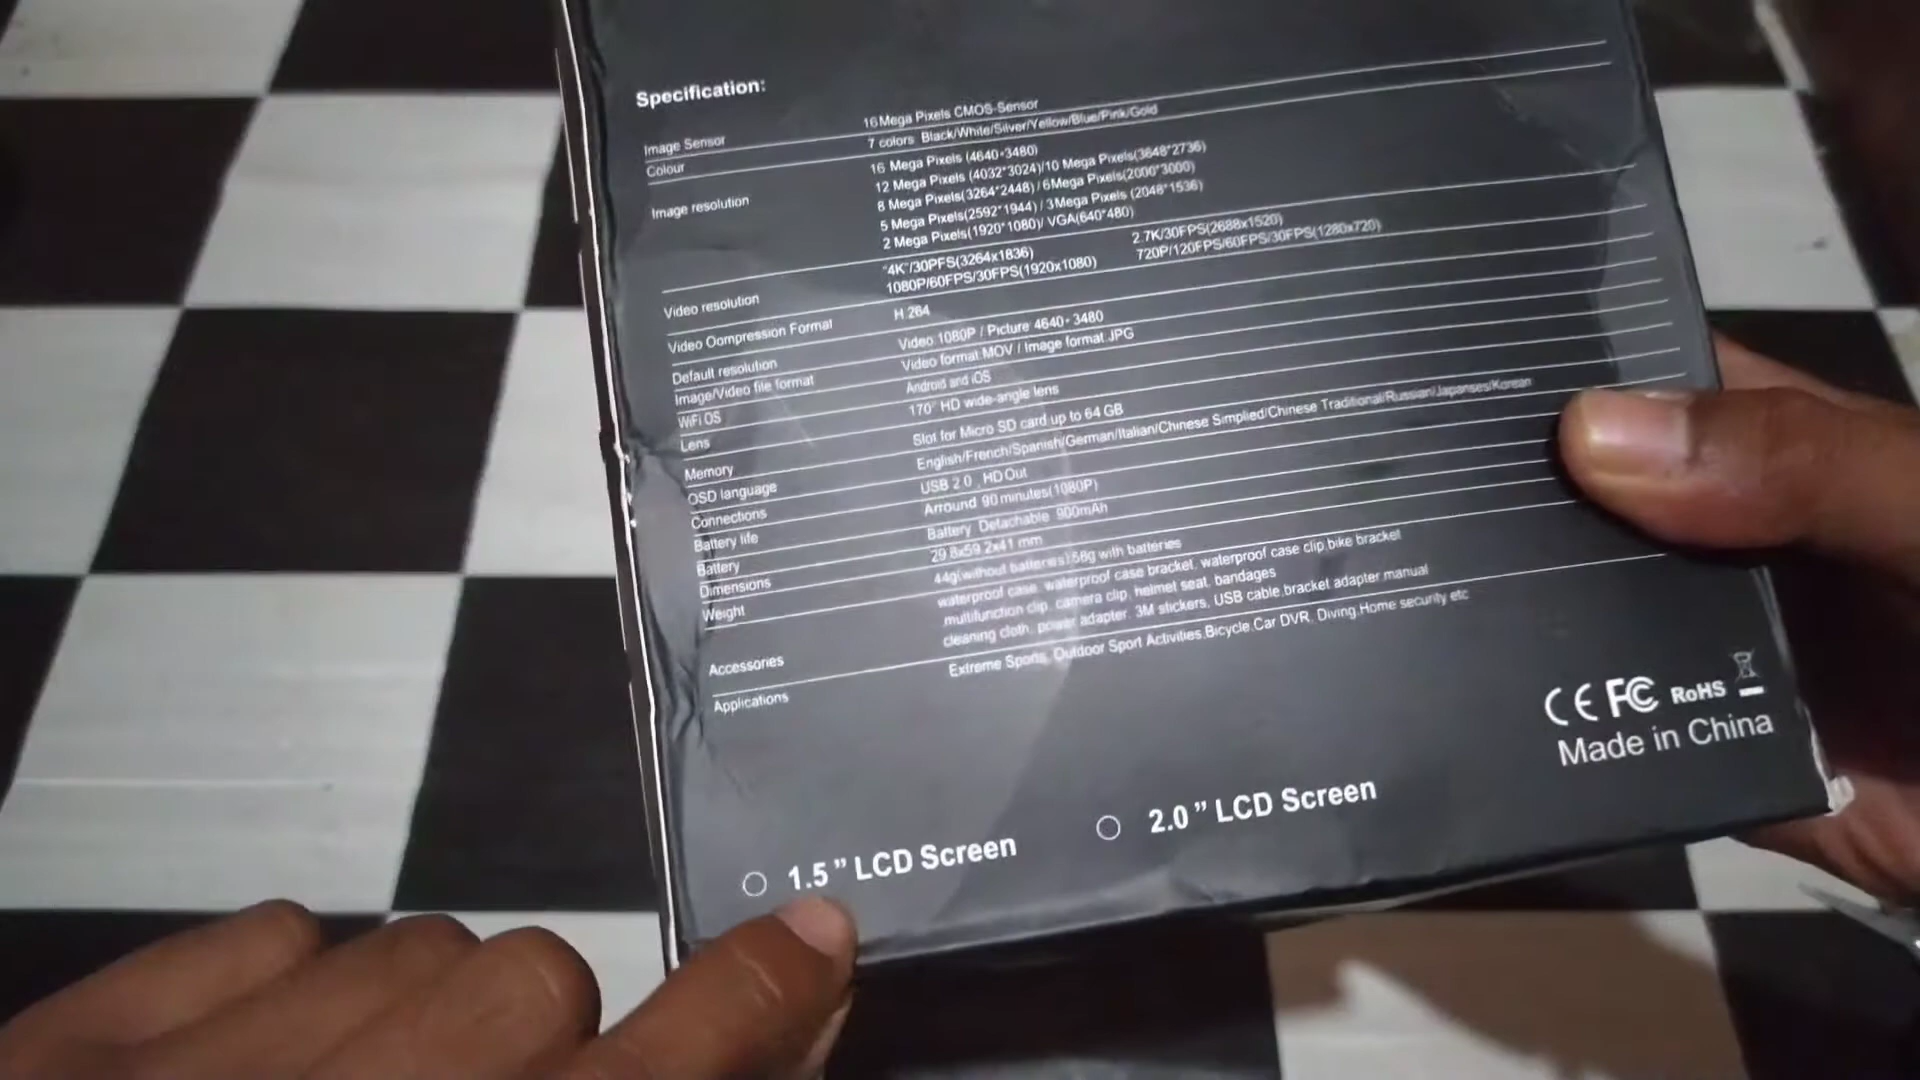 Specification:
Image Sensor 16 Mega Pixels CMOS-Sensor
Colour 7 colors Black/White/Silver/Yellow/Blue/Pink/Gold
Image resolution 16 Mega Pixels (4640*3480)
12 Mega Pixels (4032*3024)/10 Mega Pixels(3648*2736)
8 Mega Pixels(3264*2448) / 6Mega Pixels(2000*3000)
5 Mega Pixels(2592*1944) / 3Mega Pixels (2048*1536)
2 Mega Pixels(1920*1080)/ VGA(640*480)
Video resolution "4K"/30PFS(3264x1836) 2.7K/30FPS(2688x1520)
1080P/60FPS/30FPS(1920x1080) 720P/120FPS/60FPS/30FPS(1280x720)
Video Oompression Format H.264
Default resolution Video 1080P / Picture 4640*3480
Image/Video file format Video format MOV / Image format JPG
WiFi OS Android and iOS
Lens 170° HD wide-angle lens
Memory Slot for Micro SD card up to 64 GB
OSD language English/French/Spanish/German/Italian/Chinese Simplied/Chinese Traditional/Russian/Japanses/Korean
Connections USB 2.0 , HD Out
Battery life Arround 90 minutes(1080P)
Battery Battery Detachable 900mAh
Dimensions 29.8x59.2x41 mm
Weight 44g(without batteries) 58g with batteries
Accessories waterproof case, waterproof case bracket, waterproof case clip,bike bracket
multifunction clip, camera clip, helmet seat, bandages
cleaning cloth, power adapter, 3M stickers, USB cable,bracket adapter,manual
Applications Extreme Sports, Outdoor Sport Activities,Bicycle,Car DVR, Diving,Home security etc
CE FC RoHS
Made in China
1.5” LCD Screen
2.0” LCD Screen